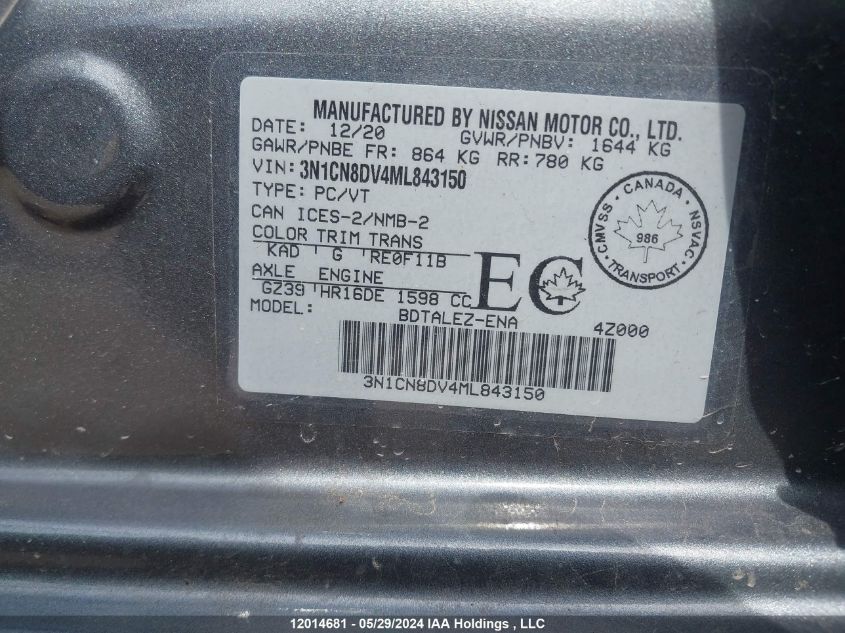 MANUFACTURED BY NISSAN MOTOR CO., LTD.
DATE: 12/20 GVWR/PNBV: 1644 KG
GAWR/PNBE FR: 864 KG RR: 780 KG
VIN: 3N1CN8DV4ML843150
TYPE: PC/VT
CAN ICES-2/NMB-2
COLOR TRIM TRANS
KAD G RE0F11B
AXLE ENGINE
GZ39 HR16DE 1598 CC
EC
CANADA
CMVSS · NSVAC
986
TRANSPORT
MODEL: BDTALEZ-ENA 4Z000
3N1CN8DV4ML843150
12014681 - 05/29/2024 IAA Holdings , LLC